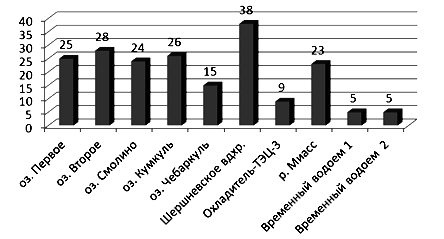 40
35
30
25
20
15
10
5
0
25
28
24
26
15
38
9
23
5
5
оз. Первое
оз. Второе
оз. Смолино
оз. Кумкуль
оз. Чебаркуль
Шершневское вдхр.
Охладитель-ТЭЦ-3
р. Миасс
Временный водоем 1
Временный водоем 2